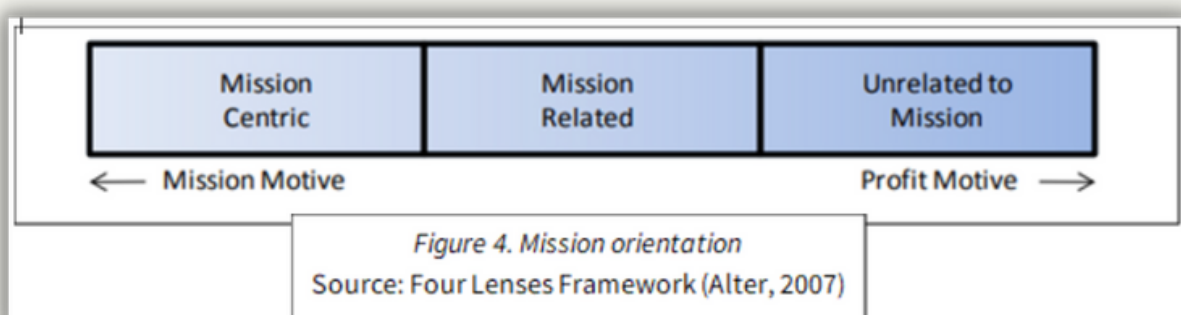 Mission
Centric
Mission
Related
Unrelated to
Mission
← Mission Motive
Profit Motive →
Figure 4. Mission orientation
Source: Four Lenses Framework (Alter, 2007)